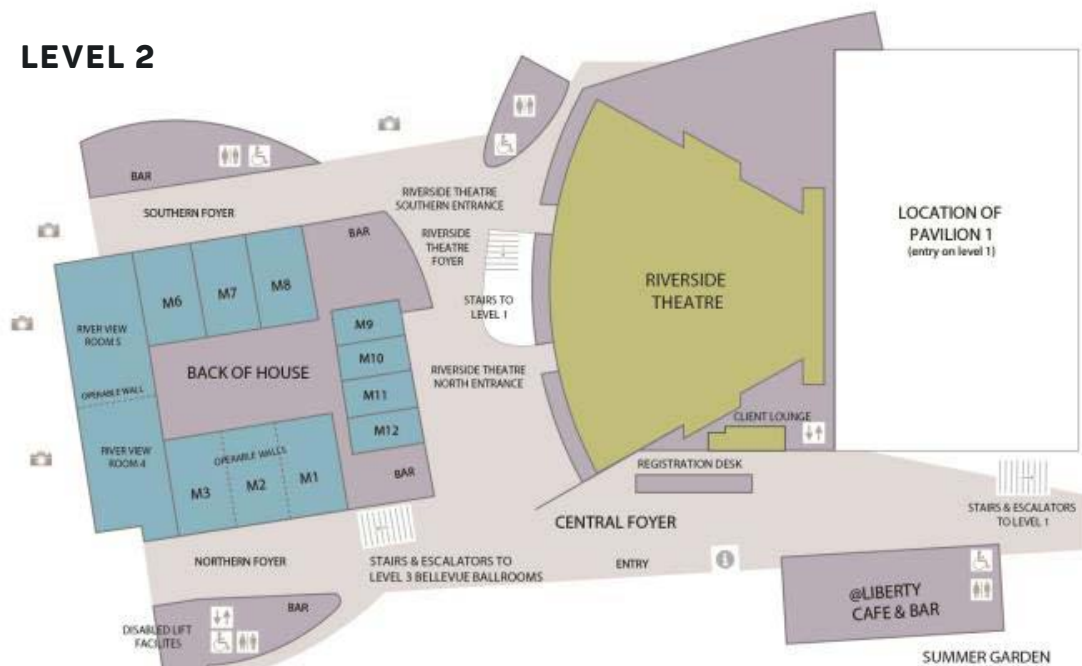 LEVEL 2
BAR
SOUTHERN FOYER
RIVERSIDE THEATRE
SOUTHERN ENTRANCE
BAR
RIVERSIDE
THEATRE
FOYER
STAIRS TO
LEVEL 1
RIVERSIDE
THEATRE
LOCATION OF
PAVILION 1
(entry on level 1)
M6
M7
M8
RIVER VIEW
ROOM 5
OPERABLE WALL
RIVER VIEW
ROOM 4
BACK OF HOUSE
M9
M10
M11
M12
RIVERSIDE THEATRE
NORTH ENTRANCE
OPERABLE WALLS
M3
M2
M1
BAR
CLIENT LOUNGE
REGISTRATION DESK
CENTRAL FOYER
STAIRS & ESCALATORS
TO LEVEL 1
NORTHERN FOYER
STAIRS & ESCALATORS TO
LEVEL 3 BELLEVUE BALLROOMS
ENTRY
i
@LIBERTY
CAFE & BAR
BAR
DISABLED LIFT
FACILITES
SUMMER GARDEN